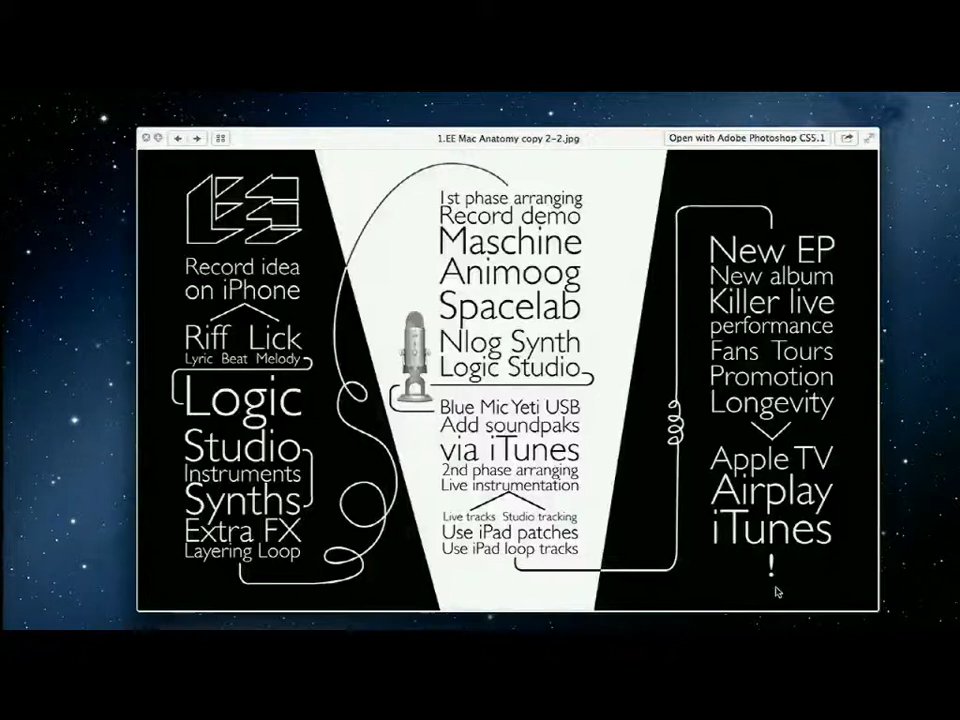 1.EE Mac Anatomy copy 2-2.jpg
Open with Adobe Photoshop CS5.1
EE
Record idea
on iPhone
Riff Lick
Lyric Beat Melody
Logic
Studio
Instruments
Synths
Extra FX
Layering Loop
1st phase arranging
Record demo
Maschine
Animoog
Spacelab
Nlog Synth
Logic Studio
Blue Mic Yeti USB
Add soundpaks
via iTunes
2nd phase arranging
Live instrumentation
Live tracks Studio tracking
Use iPad patches
Use iPad loop tracks
New EP
New album
Killer live
performance
Fans Tours
Promotion
Longevity
Apple TV
Airplay
iTunes
!